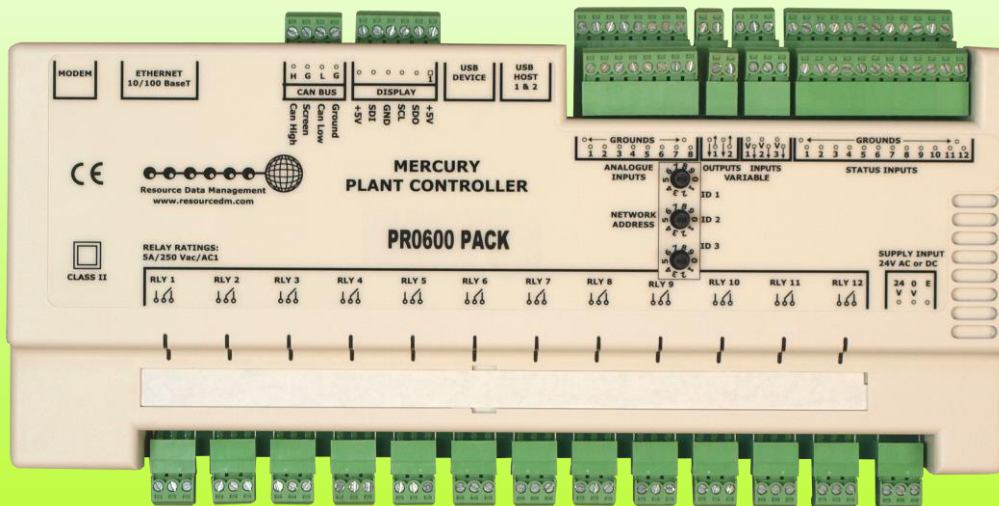 MODEM
ETHERNET
10/100 BaseT
H G L G
CAN BUS
Can High
Screen
Can Low
Ground
1
DISPLAY
+5V
SDI
GND
SCL
SDO
+5V
USB
DEVICE
USB
HOST
1 & 2
GROUNDS
1 2 3 4 5 6 7 8
ANALOGUE
INPUTS
1 2
OUTPUTS
V V V
1 2 3
INPUTS
VARIABLE
GROUNDS
1 2 3 4 5 6 7 8 9 10 11 12
STATUS INPUTS
CE
Resource Data Management
www.resourcedm.com
MERCURY
PLANT CONTROLLER
PR0600 PACK
NETWORK
ADDRESS
ID 1
ID 2
ID 3
CLASS II
RELAY RATINGS:
5A/250 Vac/AC1
RLY 1 RLY 2 RLY 3 RLY 4 RLY 5 RLY 6 RLY 7 RLY 8 RLY 9 RLY 10 RLY 11 RLY 12
SUPPLY INPUT
24V AC or DC
24 0 E
V V